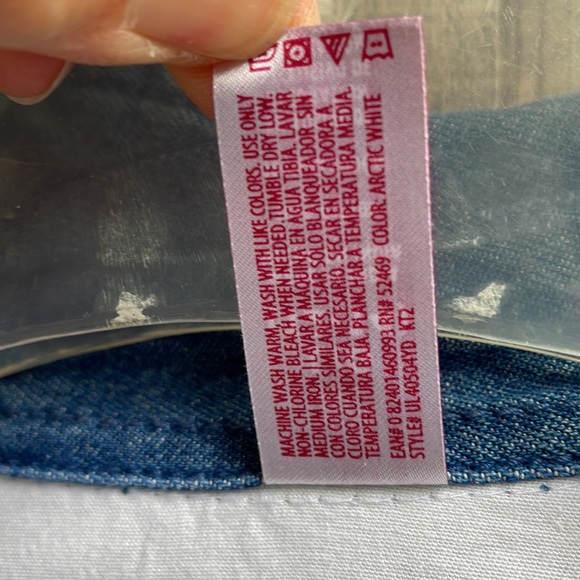 MACHINE WASH WARM, WASH WITH LIKE COLORS. USE ONLY
NON-CHLORINE BLEACH WHEN NEEDED. TUMBLE DRY LOW.
MEDIUM IRON. / LAVAR A MAQUINA EN AGUA TIBIA. LAVAR
CON COLORES SIMILARES. USAR SOLO BLANQUEADOR SIN
CLORO CUANDO SEA NECESARIO. SECAR EN SECADORA A
TEMPERATURA BAJA. PLANCHAR A TEMPERATURA MEDIA.
EAN# 0 82401460993 RN# 52469 COLOR: ARCTIC WHITE
STYLE# UL40504YD KT2